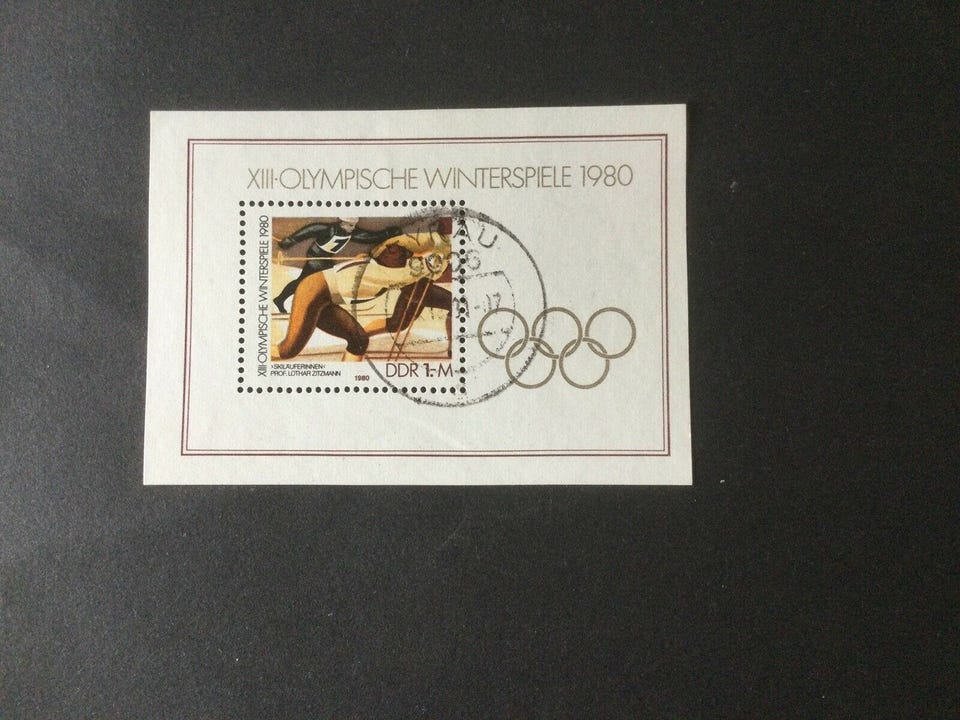 XIII·OLYMPISCHE WINTERSPIELE 1980
XIII·OLYMPISCHE WINTERSPIELE 1980
›SKILÄUFERINNEN‹
PROF. LOTHAR ZITZMANN
1980
DDR 1.-M